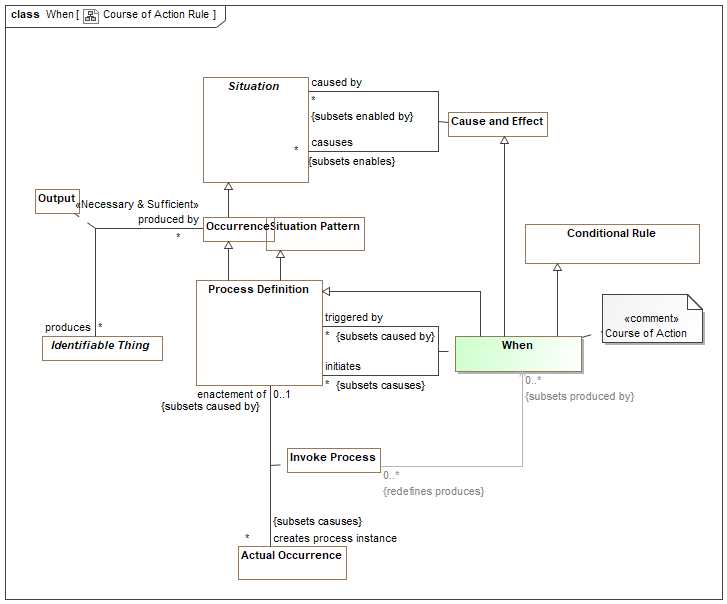 class When [ Course of Action Rule ]
Situation
caused by
*
{subsets enabled by}
Cause and Effect
casuses
*
{subsets enables}
Output
«Necessary & Sufficient»
produced by
*
Occurrence
Situation Pattern
Conditional Rule
Process Definition
triggered by
* {subsets caused by}
«comment»
Course of Action
produces *
Identifiable Thing
When
initiates
* {subsets casuses}
enactement of 0..1
{subsets caused by}
0..*
{subsets produced by}
Invoke Process
0..*
{redefines produces}
{subsets casuses}
* creates process instance
Actual Occurrence